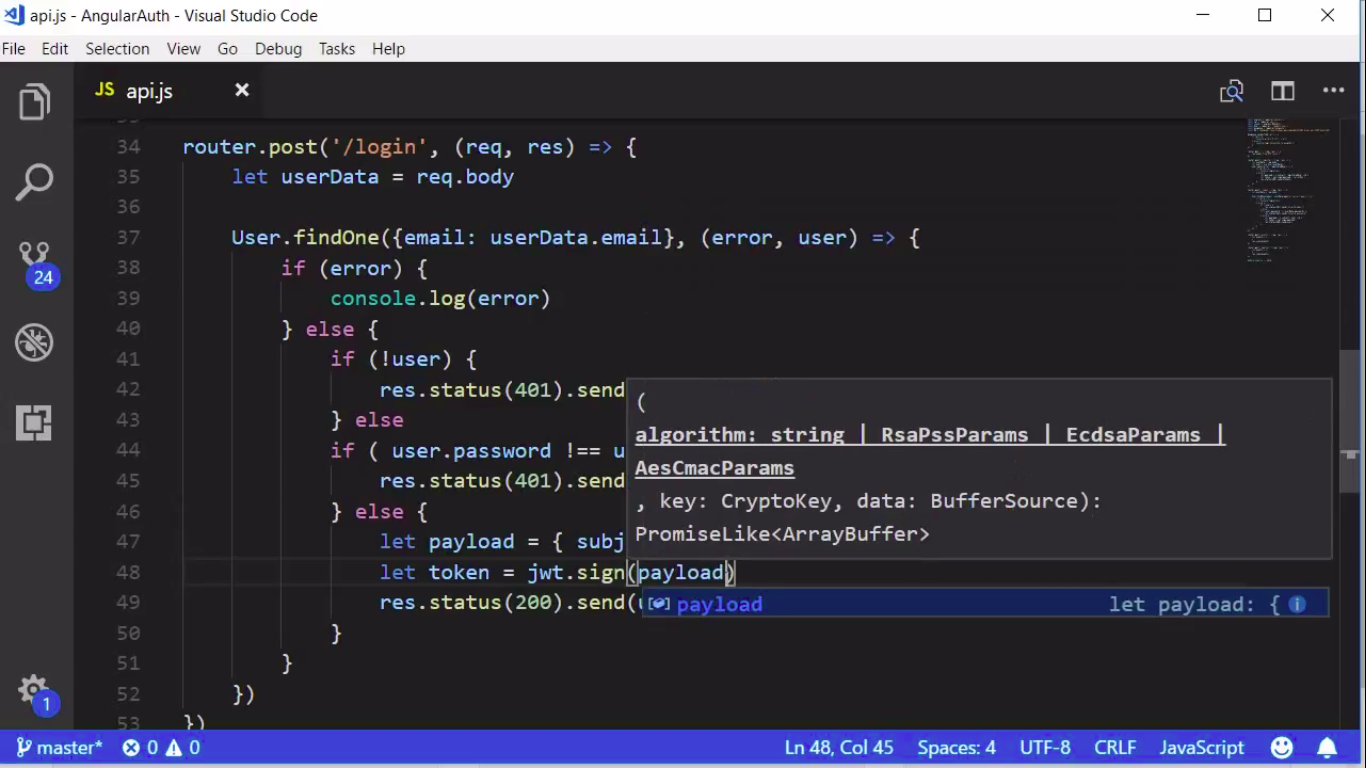 api.js - AngularAuth - Visual Studio Code
File Edit Selection View Go Debug Tasks Help
JS api.js
34 router.post('/login', (req, res) => {
35 let userData = req.body
36
37 User.findOne({email: userData.email}, (error, user) => {
38 if (error) {
39 console.log(error)
40 } else {
41 if (!user) {
42 res.status(401).send
43 } else
44 if ( user.password !== u
45 res.status(401).send
46 } else {
47 let payload = { subj
48 let token = jwt.sign(payload)
49 res.status(200).send(u
50 }
51 }
52 })
53 })
(
algorithm: string | RsaPssParams | EcdsaParams |
AesCmacParams
, key: CryptoKey, data: BufferSource):
PromiseLike<ArrayBuffer>
payload let payload: {
24
1
master* 0 0 Ln 48, Col 45 Spaces: 4 UTF-8 CRLF JavaScript